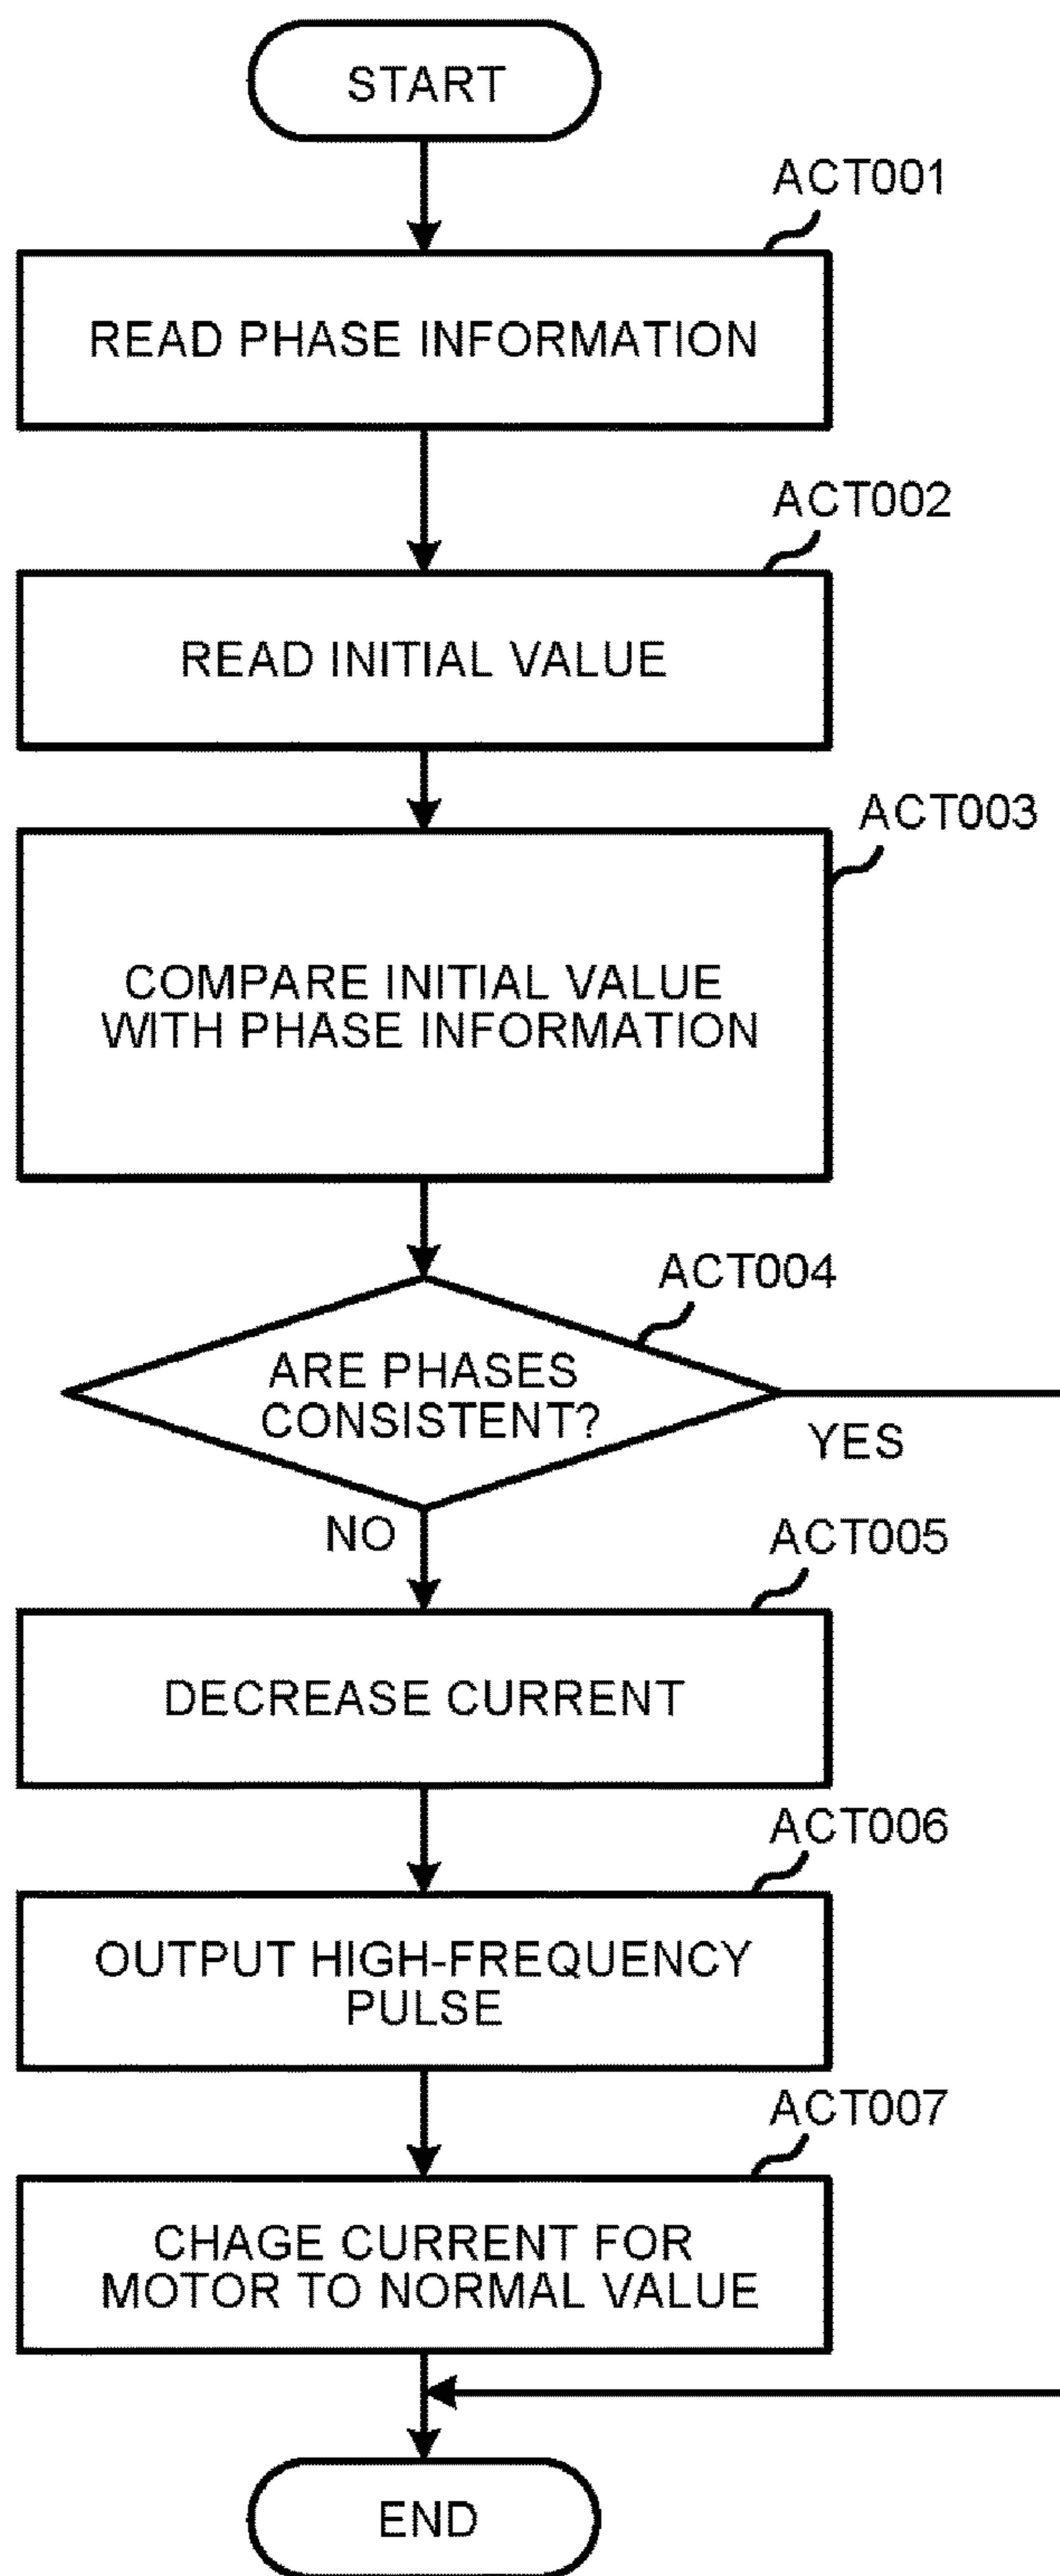 START
ACT001
READ PHASE INFORMATION
ACT002
READ INITIAL VALUE
ACT003
COMPARE INITIAL VALUE
WITH PHASE INFORMATION
ACT004
ARE PHASES
CONSISTENT?
YES
NO
ACT005
DECREASE CURRENT
ACT006
OUTPUT HIGH-FREQUENCY
PULSE
ACT007
CHAGE CURRENT FOR
MOTOR TO NORMAL VALUE
END